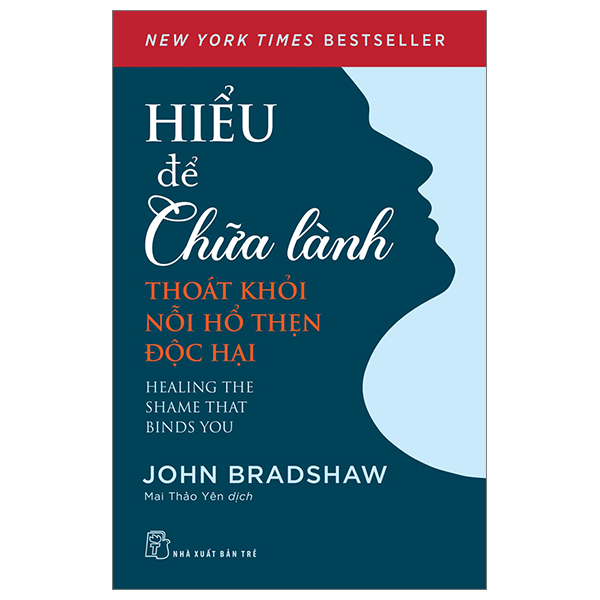 NEW YORK TIMES BESTSELLER
HIỂU
để
Chữa lành
THOÁT KHỎI
NỖI HỔ THẸN
ĐỘC HẠI
HEALING THE
SHAME THAT
BINDS YOU
JOHN BRADSHAW
Mai Thảo Yên dịch
NHÀ XUẤT BẢN TRẺ